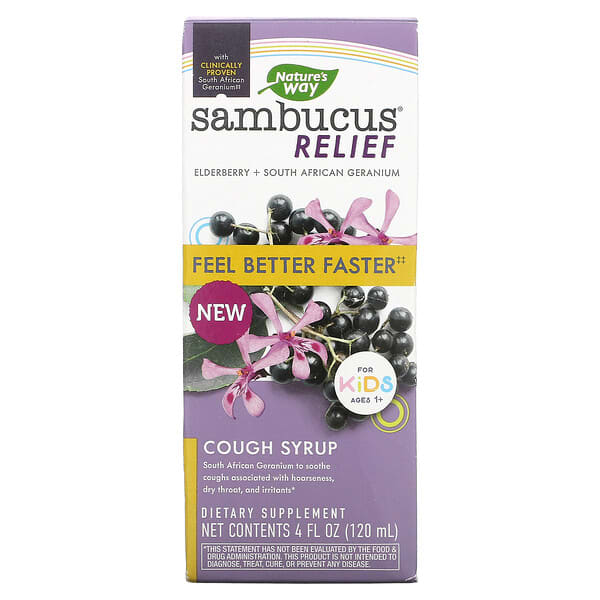 with
CLINICALLY
PROVEN
South African
Geranium‡‡
Nature's
Way®
sambucus®
RELIEF
ELDERBERRY + SOUTH AFRICAN GERANIUM
FEEL BETTER FASTER‡‡
NEW
FOR
KiDS
AGES 1+
COUGH SYRUP
South African Geranium to soothe
coughs associated with hoarseness,
dry throat, and irritants*
DIETARY SUPPLEMENT
NET CONTENTS 4 FL OZ (120 mL)
*THIS STATEMENT HAS NOT BEEN EVALUATED BY THE FOOD &
DRUG ADMINISTRATION. THIS PRODUCT IS NOT INTENDED TO
DIAGNOSE, TREAT, CURE, OR PREVENT ANY DISEASE.